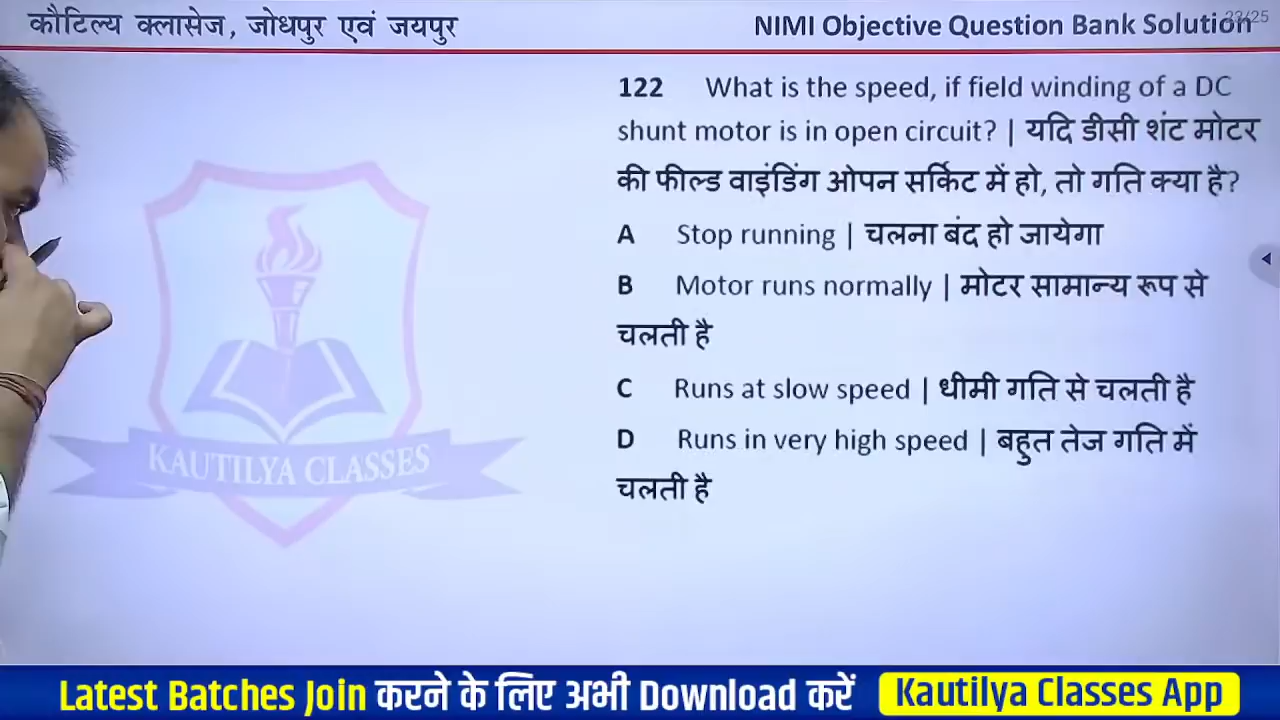 कौटिल्य क्लासेज, जोधपुर एवं जयपुर
NIMI Objective Question Bank Solution
23/25
122 What is the speed, if field winding of a DC
shunt motor is in open circuit? | यदि डीसी शंट मोटर
की फील्ड वाइंडिंग ओपन सर्किट में हो, तो गति क्या है?
A Stop running | चलना बंद हो जायेगा
B Motor runs normally | मोटर सामान्य रूप से
चलती है
C Runs at slow speed | धीमी गति से चलती है
D Runs in very high speed | बहुत तेज गति में
चलती है
KAUTILYA CLASSES
Latest Batches Join करने के लिए अभी Download करें
Kautilya Classes App